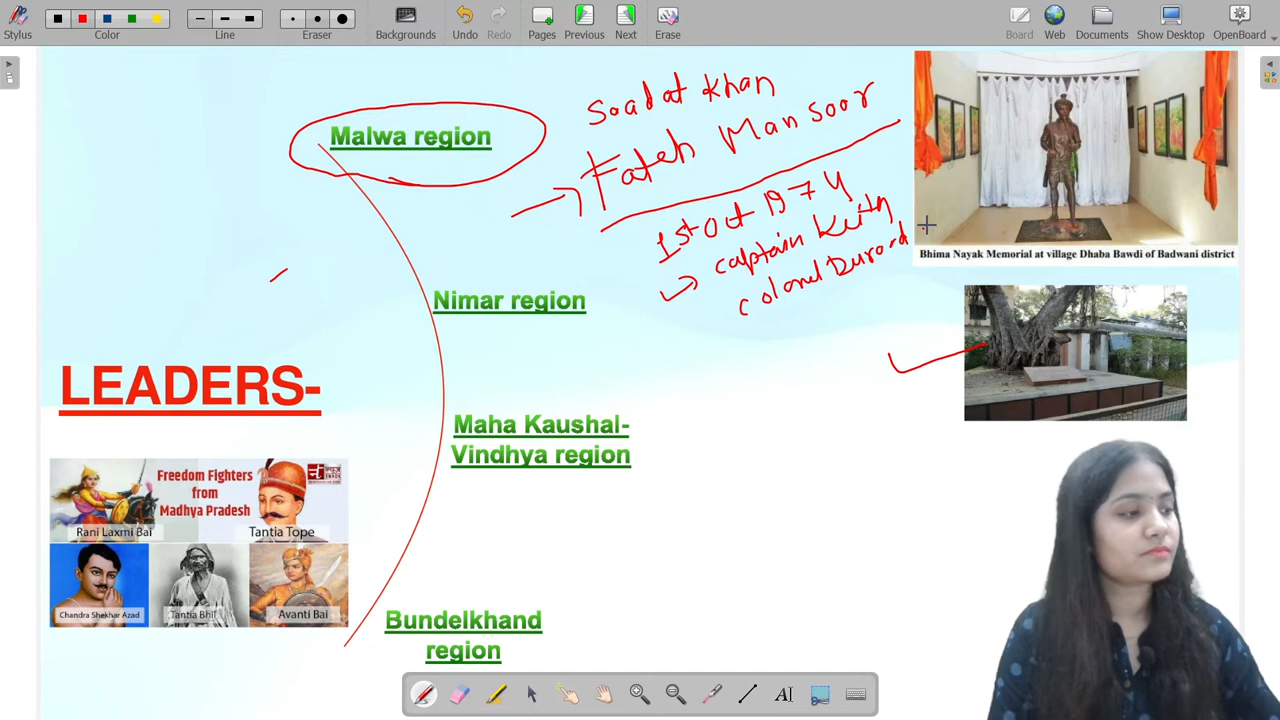 Stylus
Color
Line
Eraser
Backgrounds
Undo
Redo
Pages
Previous
Next
Erase
Board
Web
Documents
Show Desktop
OpenBoard
Malwa region
Saadat Khan
Fateh Mansoor
1st Oct 1974
Captain Keith
Colonel Durand
Bhima Nayak Memorial at village Dhaba Bawdi of Badwani district
Nimar region
LEADERS-
Maha Kaushal-
Vindhya region
Freedom Fighters
from
Madhya Pradesh
Rani Laxmi Bai
Tantia Tope
Chandra Shekhar Azad
Tantia Bhil
Avanti Bai
Bundelkhand
region